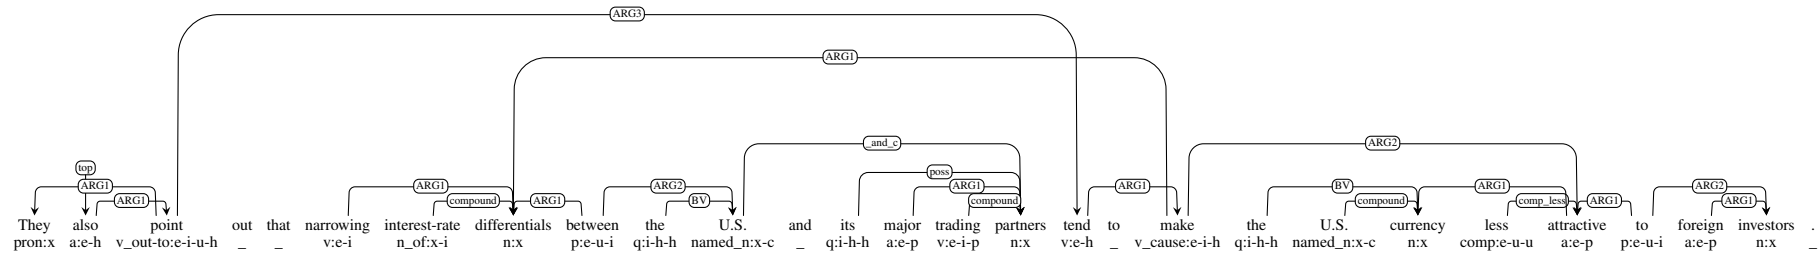 ARG3
ARG1
_and_c ARG2
top poss
ARG1 ARG1 ARG2 ARG1 BV ARG1 ARG2
ARG1 compound ARG1 BV compound compound comp_less ARG1 ARG1
They also point out that narrowing interest-rate differentials between the U.S. and its major trading partners tend to make the U.S. currency less attractive to foreign investors .
pron:x a:e-h v_out-to:e-i-u-h _ _ v:e-i n_of:x-i n:x p:e-u-i q:i-h-h named_n:x-c _ q:i-h-h a:e-p v:e-i-p n:x v:e-h _ v_cause:e-i-h q:i-h-h named_n:x-c n:x comp:e-u-u a:e-p p:e-u-i a:e-p n:x _